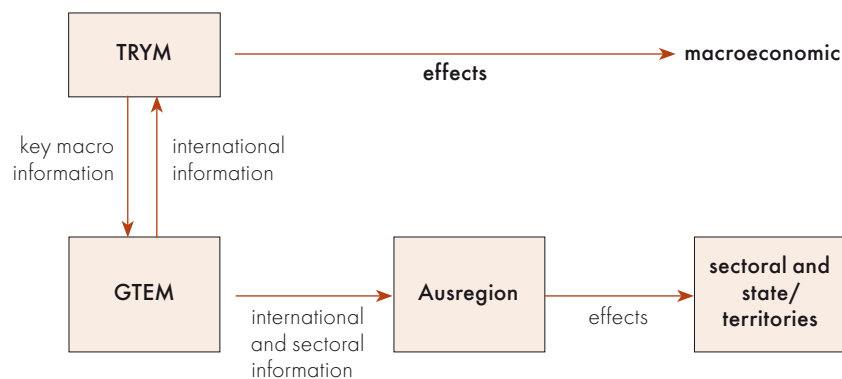 TRYM
effects
macroeconomic
key macro
information
international
information
GTEM
international
and sectoral
information
Ausregion
effects
sectoral and
state/
territories